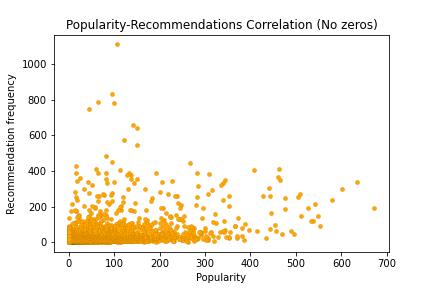 Popularity-Recommendations Correlation (No zeros)
Recommendation frequency
1000
800
600
400
200
0
0 100 200 300 400 500 600 700
Popularity